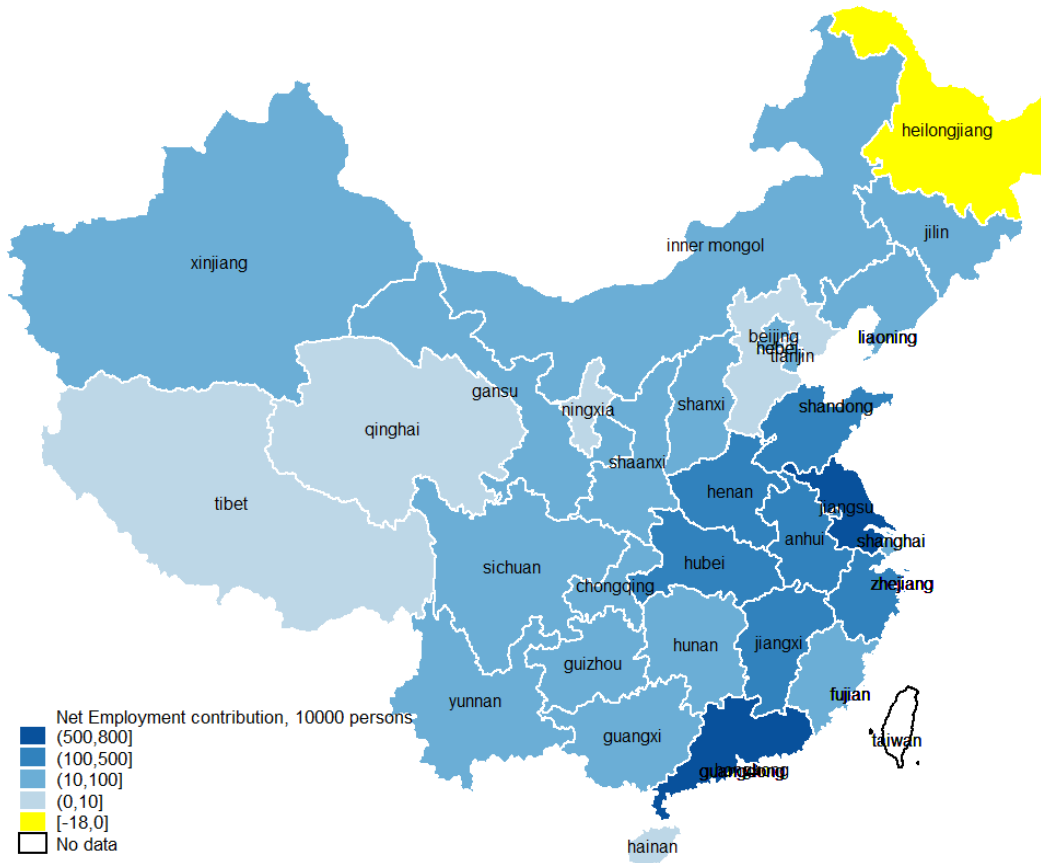 heilongjiang
jilin
inner mongol
xinjiang
beijing
hebei
tianjin
liaoning
gansu
ningxia
shanxi
shandong
qinghai
shaanxi
tibet
henan
jiangsu
anhui
shanghai
sichuan
hubei
chongqing
zhejiang
hunan
jiangxi
guizhou
yunnan
fujian
guangxi
taiwan
guangdong
hainan
Net Employment contribution, 10000 persons
(500,800]
(100,500]
(10,100]
(0,10]
[-18,0]
No data